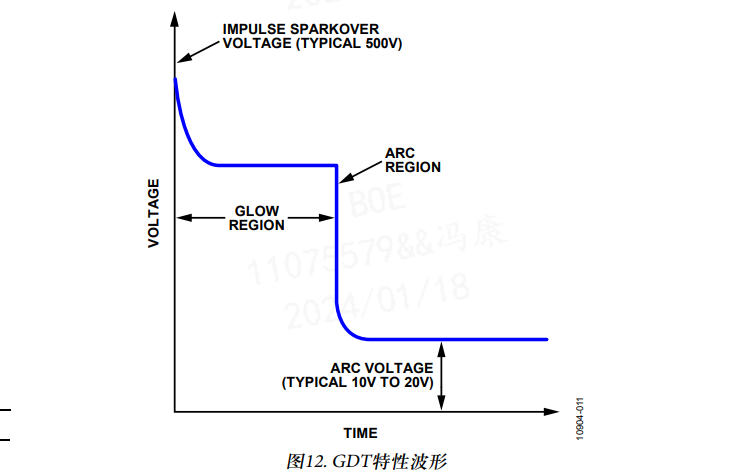 IMPULSE SPARKOVER
VOLTAGE (TYPICAL 500V)
ARC
REGION
VOLTAGE
GLOW
REGION
BOE
11075579&&冯康
2024/01/18
ARC VOLTAGE
(TYPICAL 10V TO 20V)
TIME
10904-011
图12. GDT特性波形